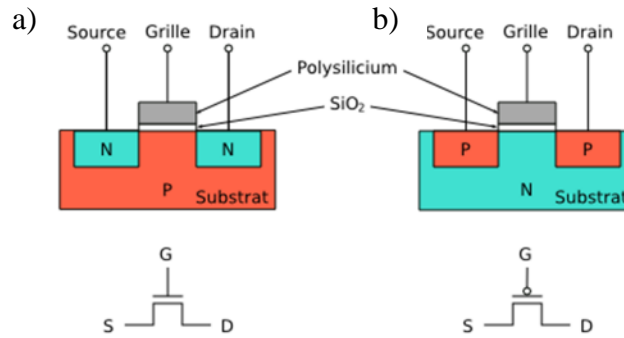 a)
Source Grille Drain
b)
Source Grille Drain
Polysilicium
SiO₂
N N
P Substrat
P P
N Substrat
G
S D
G
S D